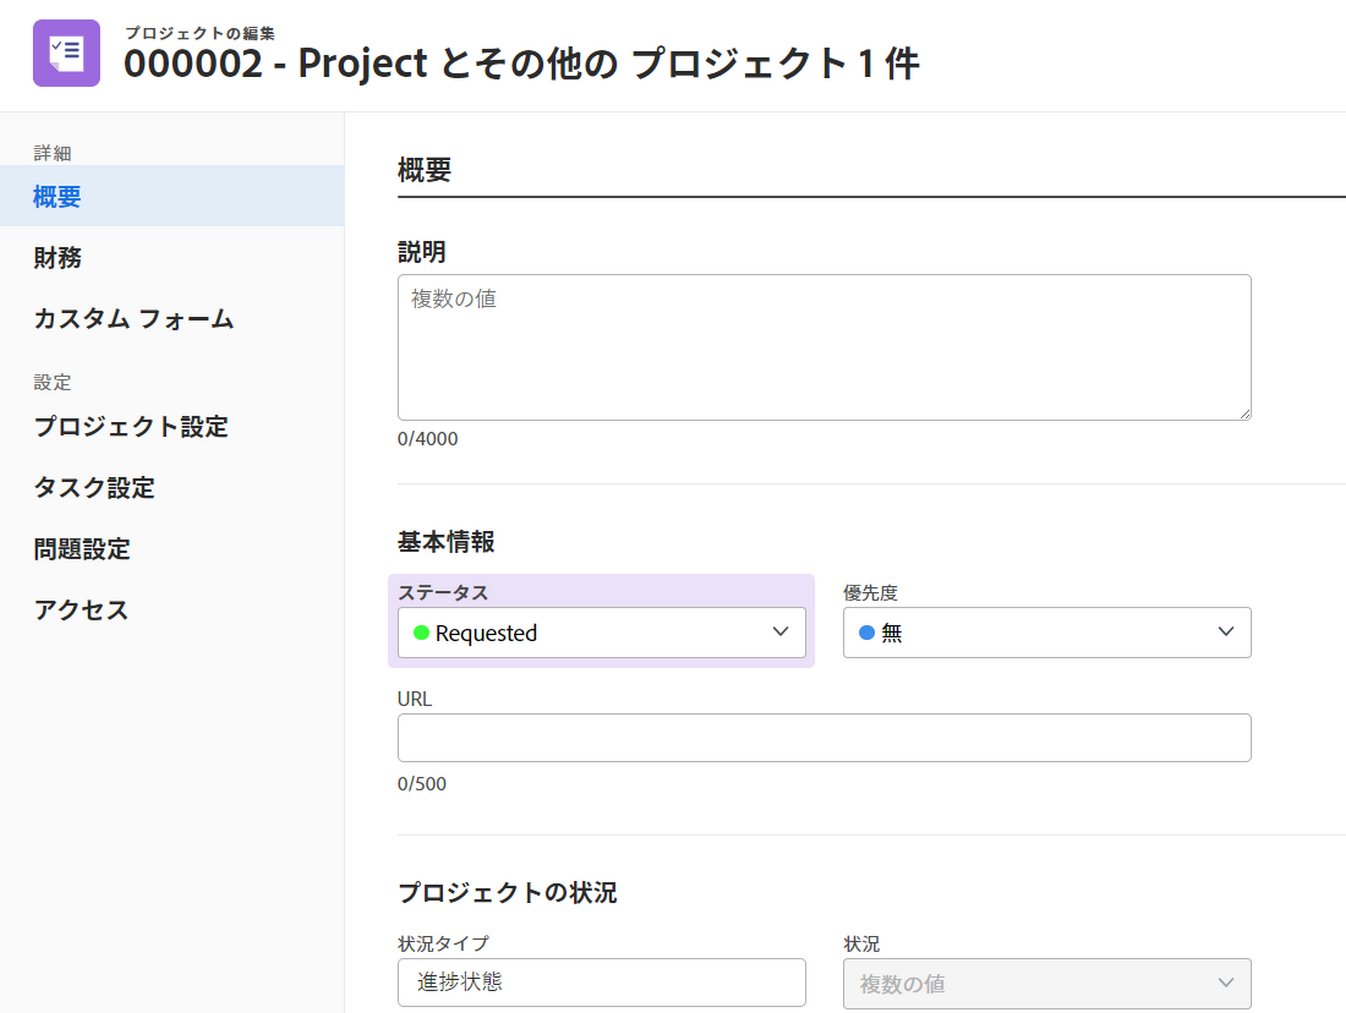 プロジェクトの編集
000002 - Project とその他の プロジェクト 1 件
詳細
概要
財務
カスタム フォーム
設定
プロジェクト設定
タスク設定
問題設定
アクセス
概要
説明
複数の値
0/4000
基本情報
ステータス
Requested
優先度
無
URL
0/500
プロジェクトの状況
状況タイプ
進捗状態
状況
複数の値